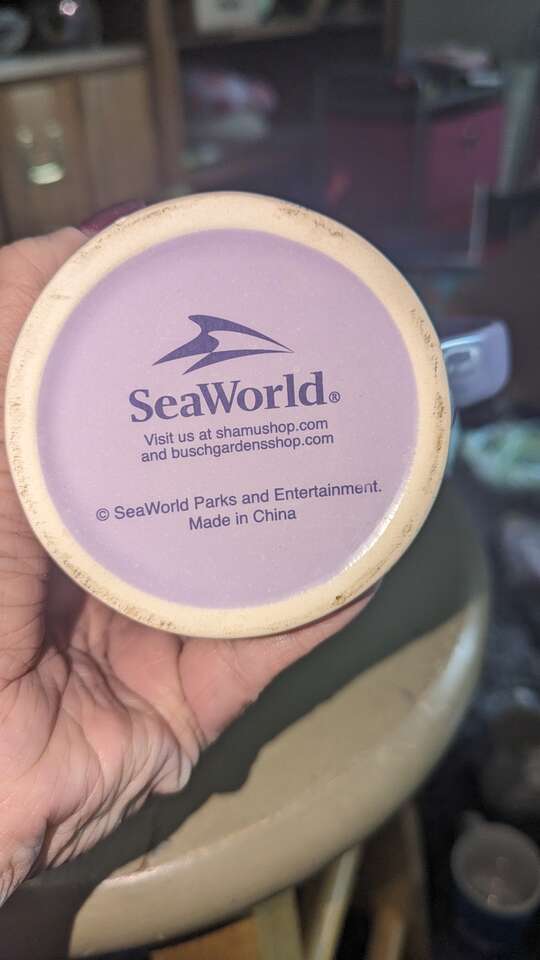 SeaWorld®
Visit us at shamushop.com
and buschgardensshop.com
© SeaWorld Parks and Entertainment.
Made in China